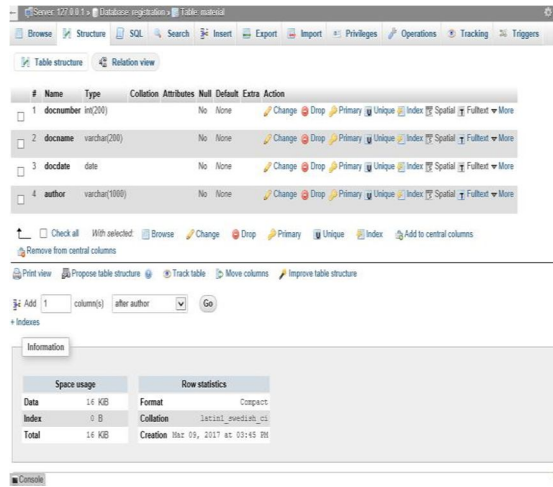 Server: 127.0.0.1 » Database: registration » Table: material
Browse Structure SQL Search Insert Export Import Privileges Operations Tracking Triggers
Table structure Relation view
# Name Type Collation Attributes Null Default Extra Action
1 docnumber int(200) No None Change Drop Primary Unique Index Spatial Fulltext More
2 docname varchar(200) No None Change Drop Primary Unique Index Spatial Fulltext More
3 docdate date No None Change Drop Primary Unique Index Spatial Fulltext More
4 author varchar(1000) No None Change Drop Primary Unique Index Spatial Fulltext More
Check all With selected: Browse Change Drop Primary Unique Index Add to central columns
Remove from central columns
Print view Propose table structure Track table Move columns Improve table structure
Add 1 column(s) after author Go
+ Indexes
Information
Space usage Row statistics
Data 16 KiB Format Compact
Index 0 B Collation latin1_swedish_ci
Total 16 KiB Creation Mar 09, 2017 at 03:45 PM
Console